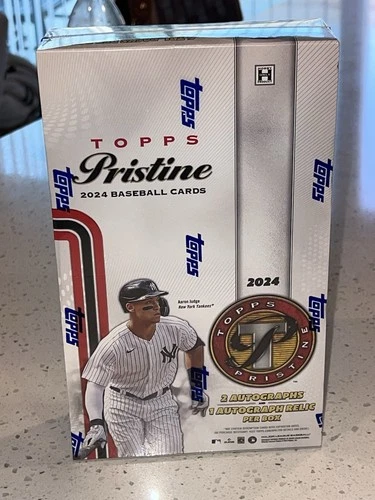 H
topps
TOPPS
Pristine
2024 BASEBALL CARDS
topps
topps
topps
2024
Aaron Judge
New York Yankees
topps
topps
TOPPS
T
PRISTINE
2 AUTOGRAPHS
1 AUTOGRAPH RELIC
PER BOX